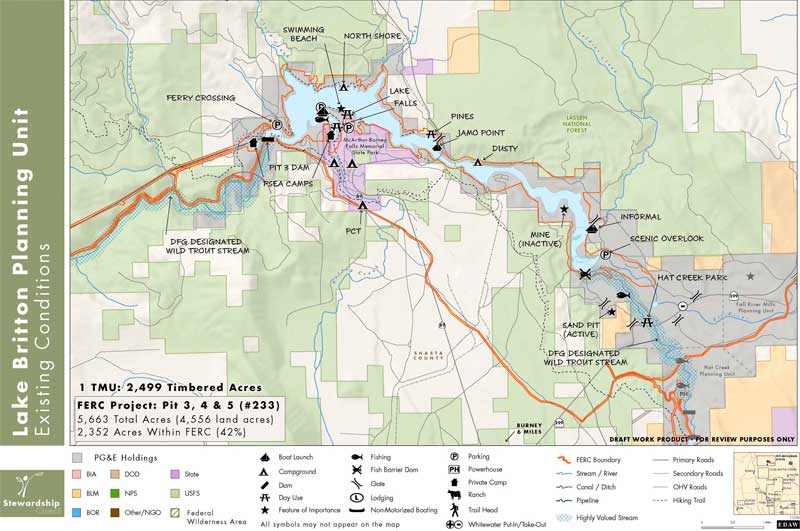 Lake Britton Planning Unit
Existing Conditions
Stewardship
COUNCIL
SWIMMING
BEACH
NORTH SHORE
FERRY CROSSING
LAKE
FALLS
McArthur-Burney
Falls Memorial
State Park
PINES
JAMO POINT
DUSTY
LASSEN
NATIONAL
FOREST
PIT 3 DAM
PSEA CAMPS
PCT
DFG DESIGNATED
WILD TROUT STREAM
MINE
(INACTIVE)
INFORMAL
SCENIC OVERLOOK
HAT CREEK PARK
299
Fall River Mills
Planning Unit
SAND PIT
(ACTIVE)
DFG DESIGNATED
WILD TROUT STREAM
Hat Creek
Planning Unit
PH
89
SHASTA
COUNTY
BURNEY
6 MILES
299
1 TMU: 2,499 Timbered Acres
FERC Project: Pit 3, 4 & 5 (#233)
5,663 Total Acres (4,556 land acres)
2,352 Acres Within FERC (42%)
DRAFT WORK PRODUCT - FOR REVIEW PURPOSES ONLY
PG&E Holdings
BIA
DOD
State
BLM
NPS
USFS
BOR
Other/NGO
Federal
Wilderness Area
Boat Launch
Campground
Dam
Day Use
Feature of Importance
Fishing
Fish Barrier Dam
Gate
Lodging
Non-Motorized Boating
Parking
Powerhouse
Private Camp
Ranch
Trail Head
Whitewater Put-In/Take-Out
All symbols may not appear on the map
FERC Boundary
Stream / River
Canal / Ditch
Pipeline
Highly Valued Stream
Primary Roads
Secondary Roads
OHV Roads
Hiking Trail
EDAW